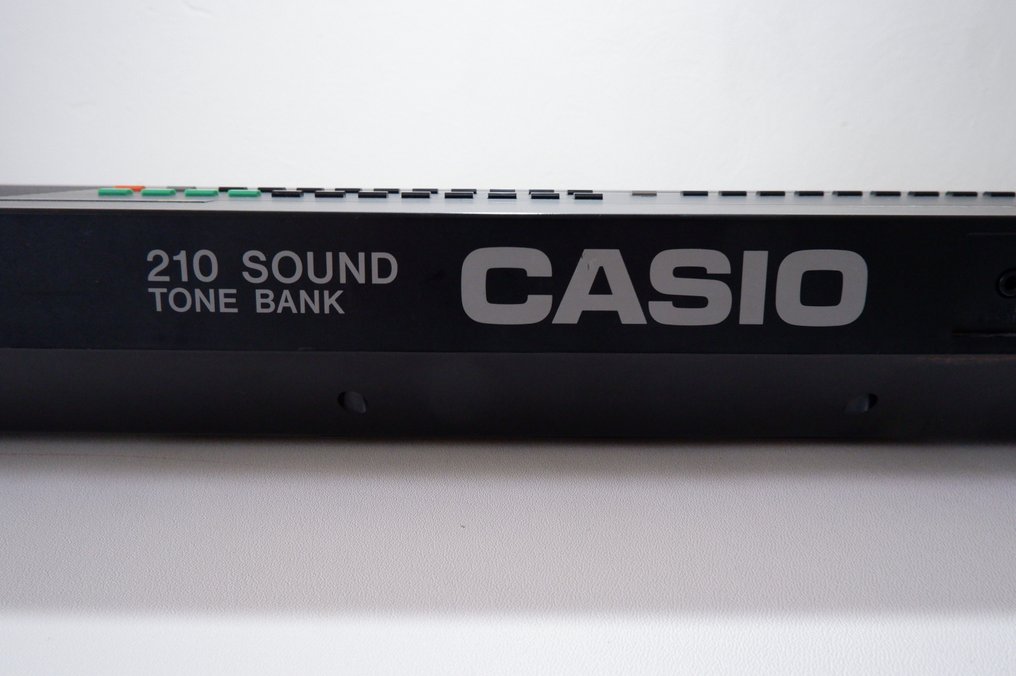 210 SOUND
TONE BANK
CASIO